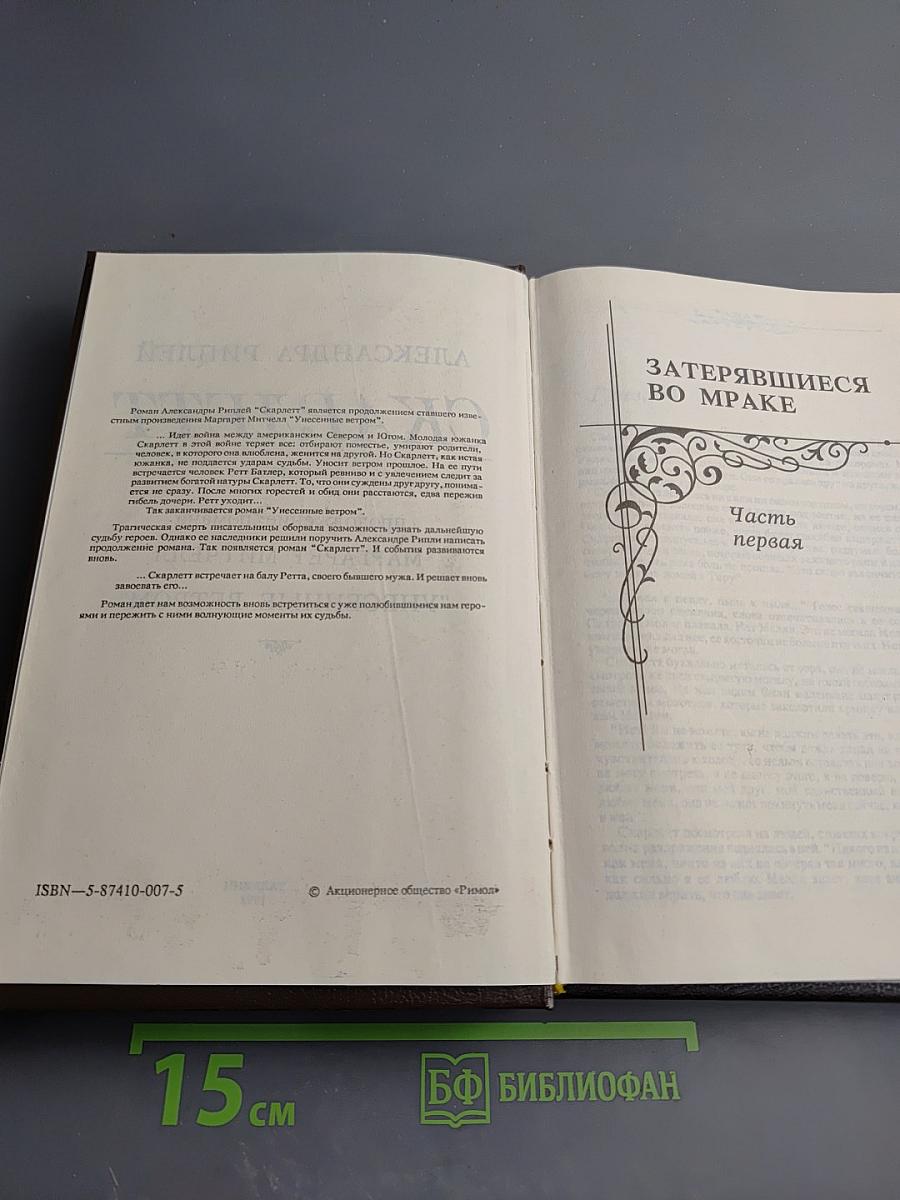 Роман Александры Риплей "Скарлетт" является продолжением ставшего изве-
стным произведения Маргарет Митчелл "Унесенные ветром".
... Идет война между американским Севером и Югом. Молодая южанка
Скарлетт в этой войне теряет все: отбирают поместье, умирают родители,
человек, в которого она влюблена, женится на другой. Но Скарлетт, как истая
южанка, не поддается ударам судьбы. Уносит ветром прошлое. На ее пути
встречается человек Ретт Батлер, который ревниво и с увлечением следит за
развитием богатой натуры Скарлетт. То, что они суждены друг другу, понима-
ется не сразу. После многих горестей и обид они расстаются, едва пережив
гибель дочери. Ретт уходит...
Так заканчивается роман "Унесенные ветром".
Трагическая смерть писательницы оборвала возможность узнать дальнейшую
судьбу героев. Однако ее наследники решили поручить Александре Рипли написать
продолжение романа. Так появляется роман "Скарлетт". И события развиваются
вновь.
... Скарлетт встречает на балу Ретта, своего бывшего мужа. И решает вновь
завоевать его...
Роман дает нам возможность вновь встретиться с уже полюбившимися нам геро-
ями и пережить с ними волнующие моменты их судьбы.
ISBN—5-87410-007-5
© Акционерное общество «Римол»
ЗАТЕРЯВШИЕСЯ
ВО МРАКЕ
Часть
первая
15 см
БФ БИБЛИОФАН